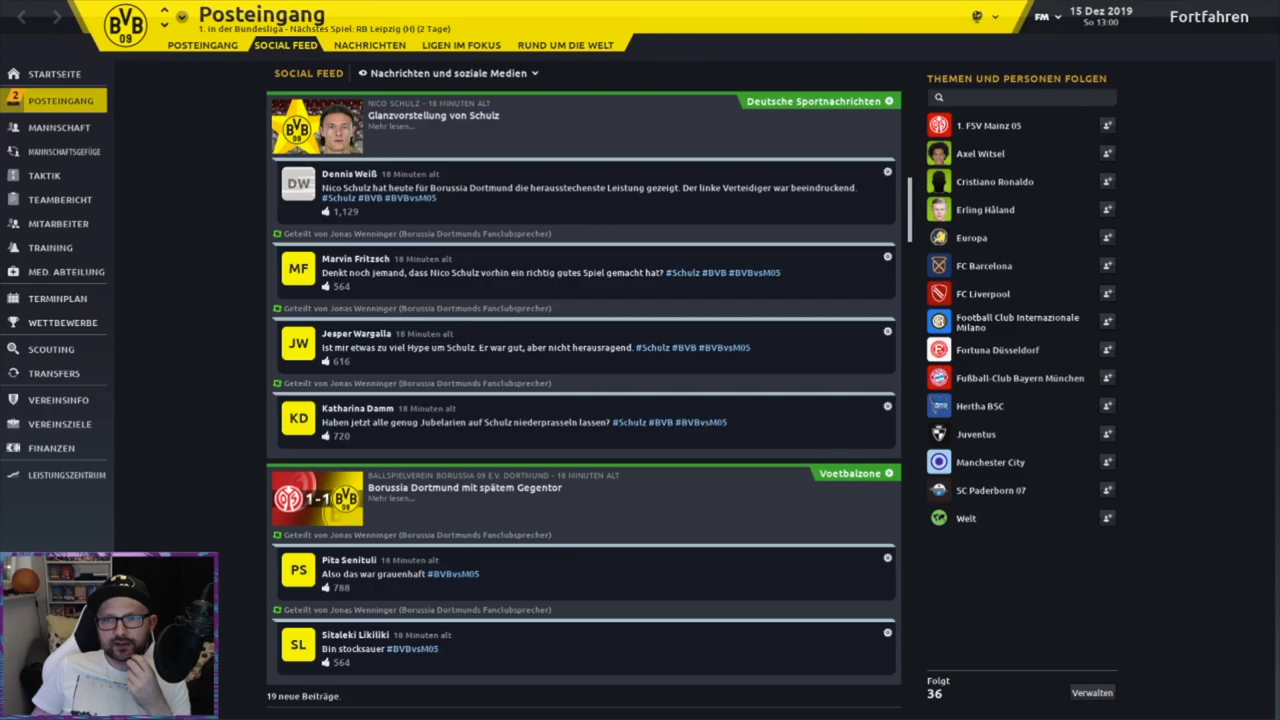 Posteingang
1. in der Bundesliga - Nächstes Spiel: RB Leipzig (H) (2 Tage)
POSTEINGANG SOCIAL FEED NACHRICHTEN LIGEN IM FOKUS RUND UM DIE WELT
FM
15 Dez 2019
So 13:00
Fortfahren
BVB 09
STARTSEITE
2
POSTEINGANG
MANNSCHAFT
MANNSCHAFTSGEFÜGE
TAKTIK
TEAMBERICHT
MITARBEITER
TRAINING
MED. ABTEILUNG
TERMINPLAN
WETTBEWERBE
SCOUTING
TRANSFERS
VEREINSINFO
VEREINSZIELE
FINANZEN
LEISTUNGSZENTRUM
SOCIAL FEED Nachrichten und soziale Medien
NICO SCHULZ - 18 MINUTEN ALT
Deutsche Sportnachrichten
Glanzvorstellung von Schulz
Mehr lesen...
BVB 09
DW
Dennis Weiß 18 Minuten alt
Nico Schulz hat heute für Borussia Dortmund die herausstechenste Leistung gezeigt. Der linke Verteidiger war beeindruckend.
#Schulz #BVB #BVBvsM05
1,129
Geteilt von Jonas Wenninger (Borussia Dortmunds Fanclubsprecher)
MF
Marvin Fritzsch 18 Minuten alt
Denkt noch jemand, dass Nico Schulz vorhin ein richtig gutes Spiel gemacht hat? #Schulz #BVB #BVBvsM05
564
Geteilt von Jonas Wenninger (Borussia Dortmunds Fanclubsprecher)
JW
Jesper Wargalla 18 Minuten alt
Ist mir etwas zu viel Hype um Schulz. Er war gut, aber nicht herausragend. #Schulz #BVB #BVBvsM05
616
Geteilt von Jonas Wenninger (Borussia Dortmunds Fanclubsprecher)
KD
Katharina Damm 18 Minuten alt
Haben jetzt alle genug Jubelarien auf Schulz niederprasseln lassen? #Schulz #BVB #BVBvsM05
720
BALLSPIELVEREIN BORUSSIA 09 E.V. DORTMUND - 18 MINUTEN ALT
Voetbalzone
Borussia Dortmund mit spätem Gegentor
Mehr lesen...
1-1
BVB 09
Geteilt von Jonas Wenninger (Borussia Dortmunds Fanclubsprecher)
PS
Pita Senituli 18 Minuten alt
Also das war grauenhaft #BVBvsM05
788
Geteilt von Jonas Wenninger (Borussia Dortmunds Fanclubsprecher)
SL
Sitaleki Likiliki 18 Minuten alt
Bin stocksauer #BVBvsM05
564
19 neue Beiträge.
THEMEN UND PERSONEN FOLGEN
1. FSV Mainz 05
Axel Witsel
Cristiano Ronaldo
Erling Håland
Europa
FC Barcelona
FC Liverpool
Football Club Internazionale
Milano
Fortuna Düsseldorf
Fußball-Club Bayern München
Hertha BSC
Juventus
Manchester City
SC Paderborn 07
Welt
Folgt
36
Verwalten